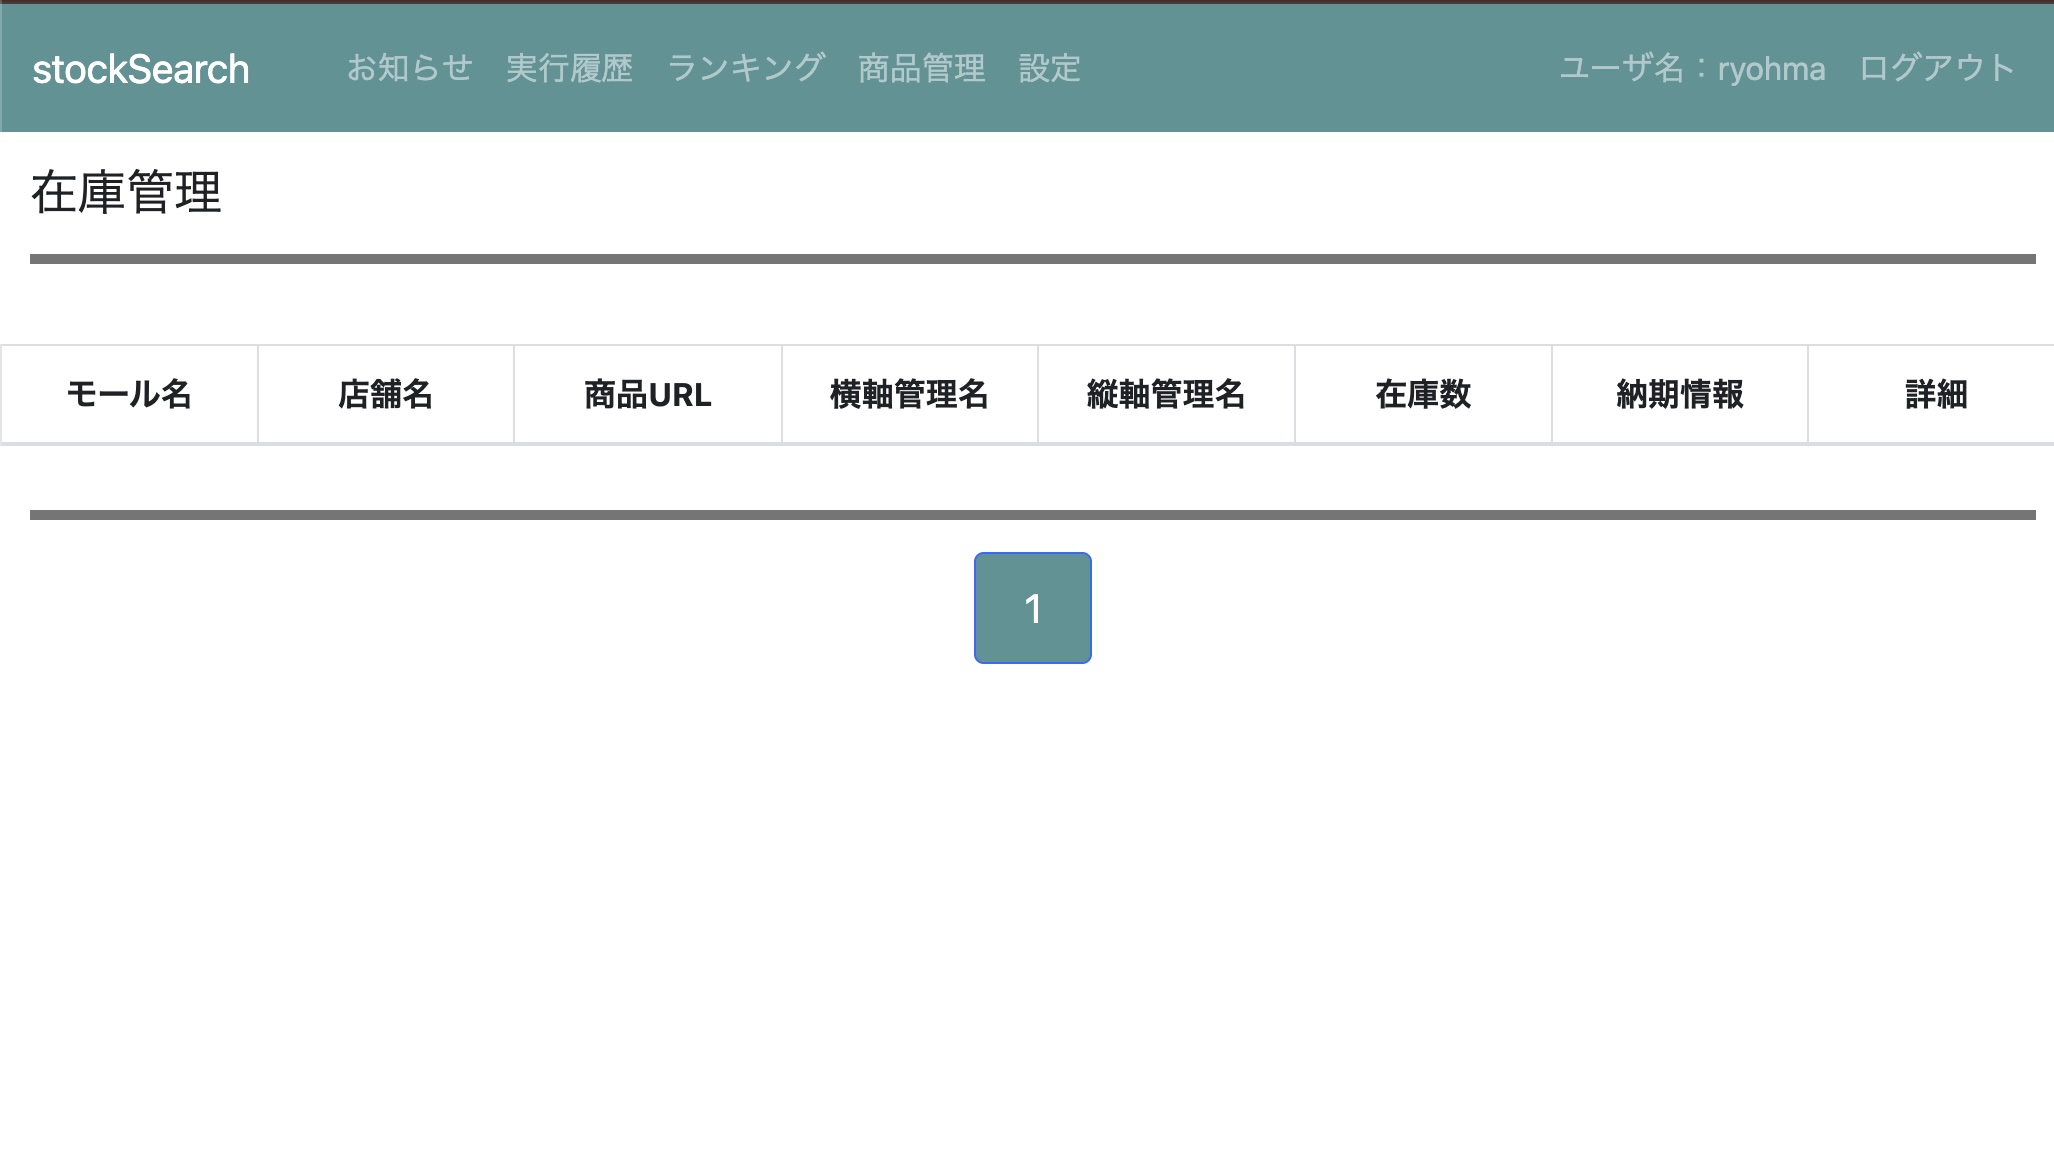 stockSearch お知らせ 実行履歴 ランキング 商品管理 設定 ユーザ名：ryohma ログアウト
在庫管理
モール名 店舗名 商品URL 横軸管理名 縦軸管理名 在庫数 納期情報 詳細
1